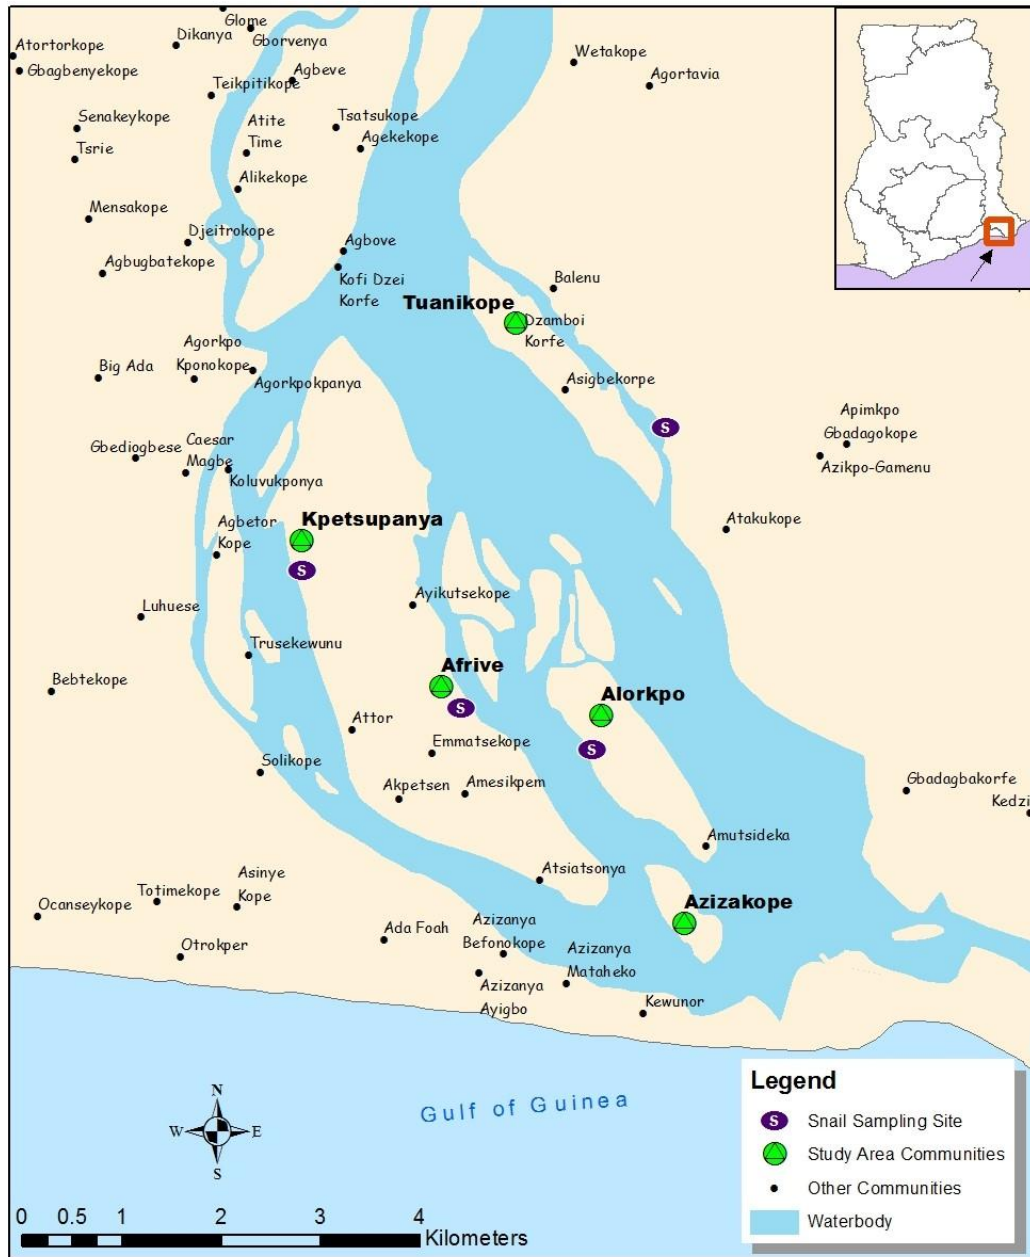 Glome
Dikanya
Gborvenya
Atortorkope
Gbagbenyekope
Wetakope
Agbeve
Agortavia
Teikpitikope
Tsatsukope
Senakeykope
Atite
Time
Agekekope
Tsrie
Alikekope
Mensakope
Djeitrokope
Agbove
Agbugbatekope
Kofi Dzei
Korfe
Balenu
Tuanikope
Dzamboi
Korfe
Agorkpo
Kponokope
Big Ada
Agorkpokpanya
Asigbekorpe
Apimkpo
Gbadagokope
Azikpo-Gamenu
Gbediogbese
Caesar
Magbe
Koluvukponya
S
Kpetsupanya
Agbetor
Kope
Atakukope
S
Ayikutsekope
Luhuese
Trusekewunu
Afrive
Bebtekope
Alorkpo
S
Attor
Emmatsekope
S
Solikope
Akpetsen
Amesikpem
Gbadagbakorfe
Kedzi
Amutsideka
Atsiatsonya
Asinye
Kope
Totimekope
Ocanseykope
Azizakope
Ada Foah
Azizanya
Befonokope
Azizanya
Mataheko
Otrokper
Azizanya
Ayigbo
Kewunor
Gulf of Guinea
N
W
E
S
0 0.5 1 2 3 4
Kilometers
Legend
S Snail Sampling Site
Study Area Communities
Other Communities
Waterbody